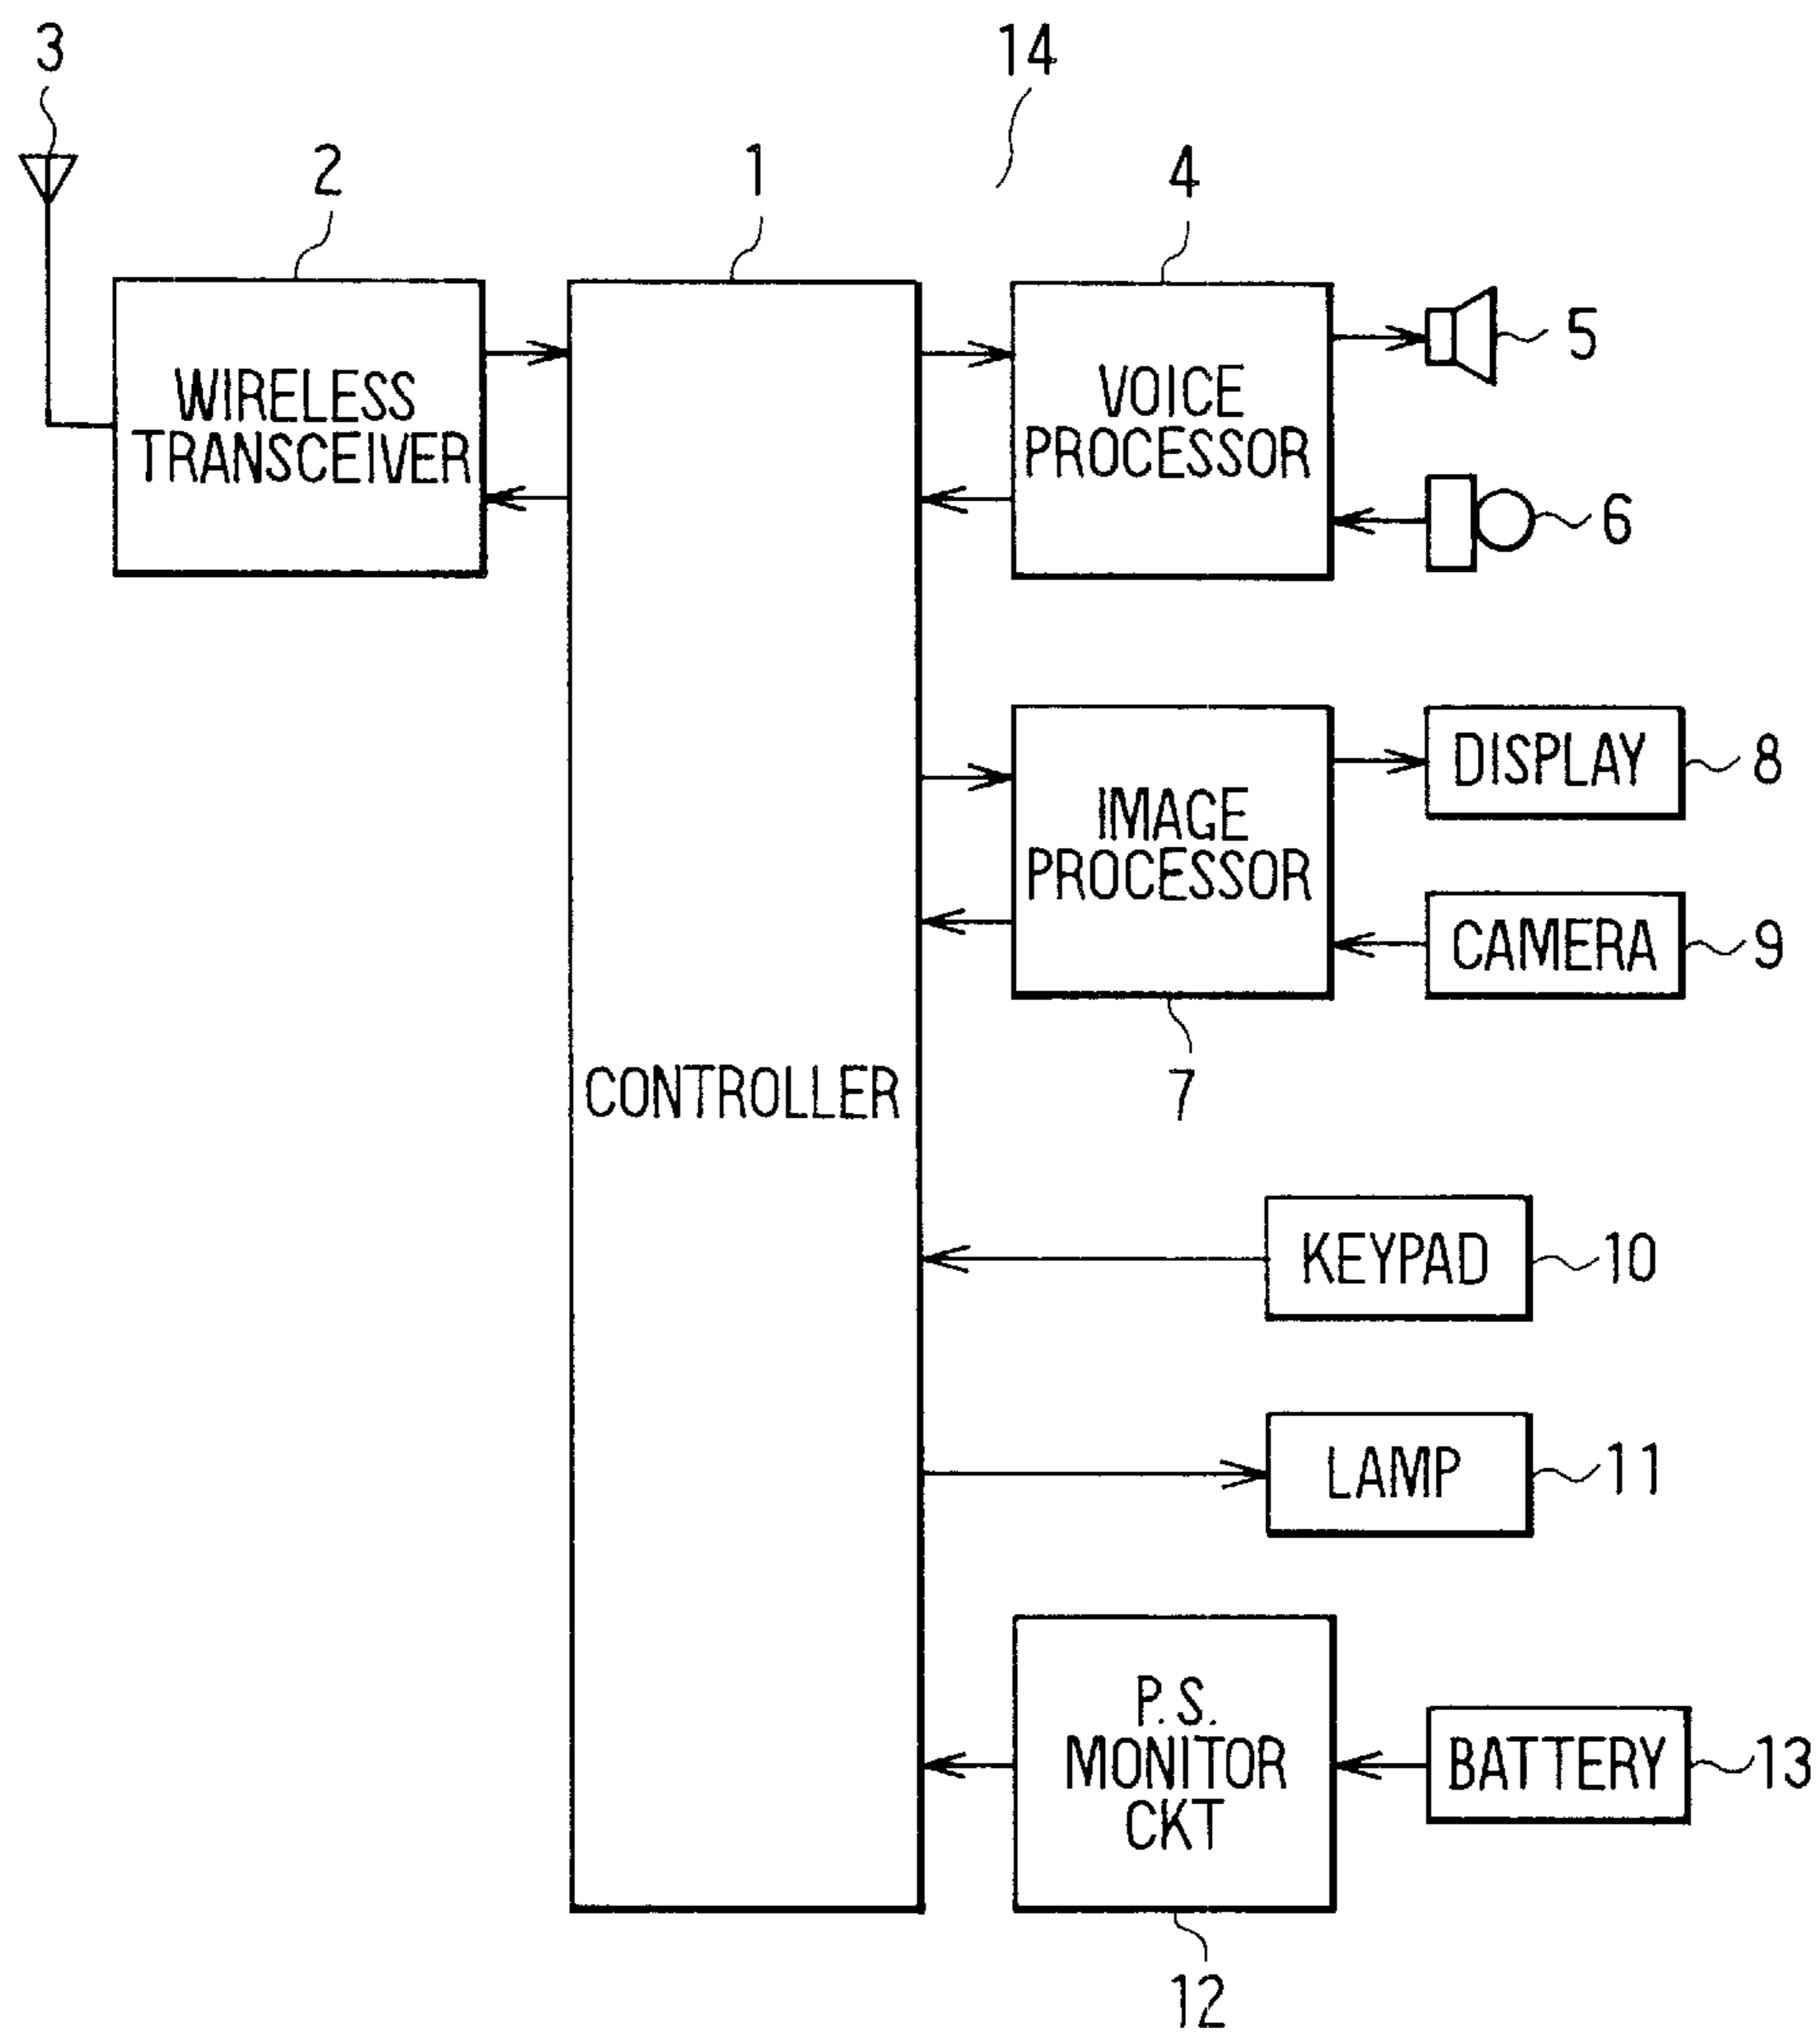 3
14
2
1
4
WIRELESS
TRANSCEIVER
VOICE
PROCESSOR
5
6
IMAGE
PROCESSOR
DISPLAY
8
CAMERA
9
7
CONTROLLER
KEYPAD
10
LAMP
11
P.S.
MONITOR
CKT
BATTERY
13
12